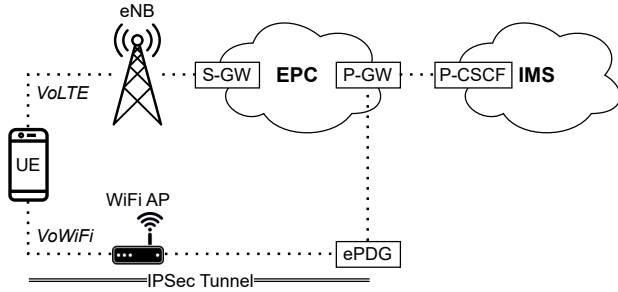 eNB
S-GW
EPC
P-GW
P-CSCF
IMS
VoLTE
UE
WiFi AP
VoWiFi
ePDG
IPSec Tunnel